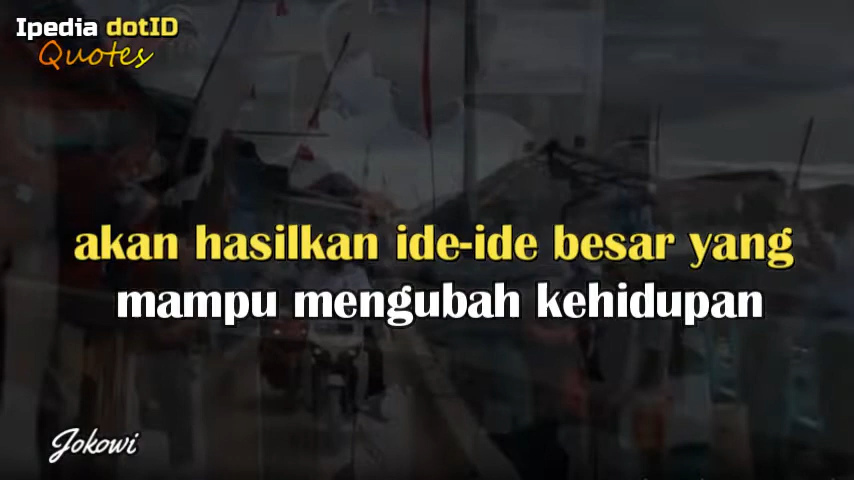 Ipedia dotID
Quotes
akan hasilkan ide-ide besar yang
mampu mengubah kehidupan
Jokowi